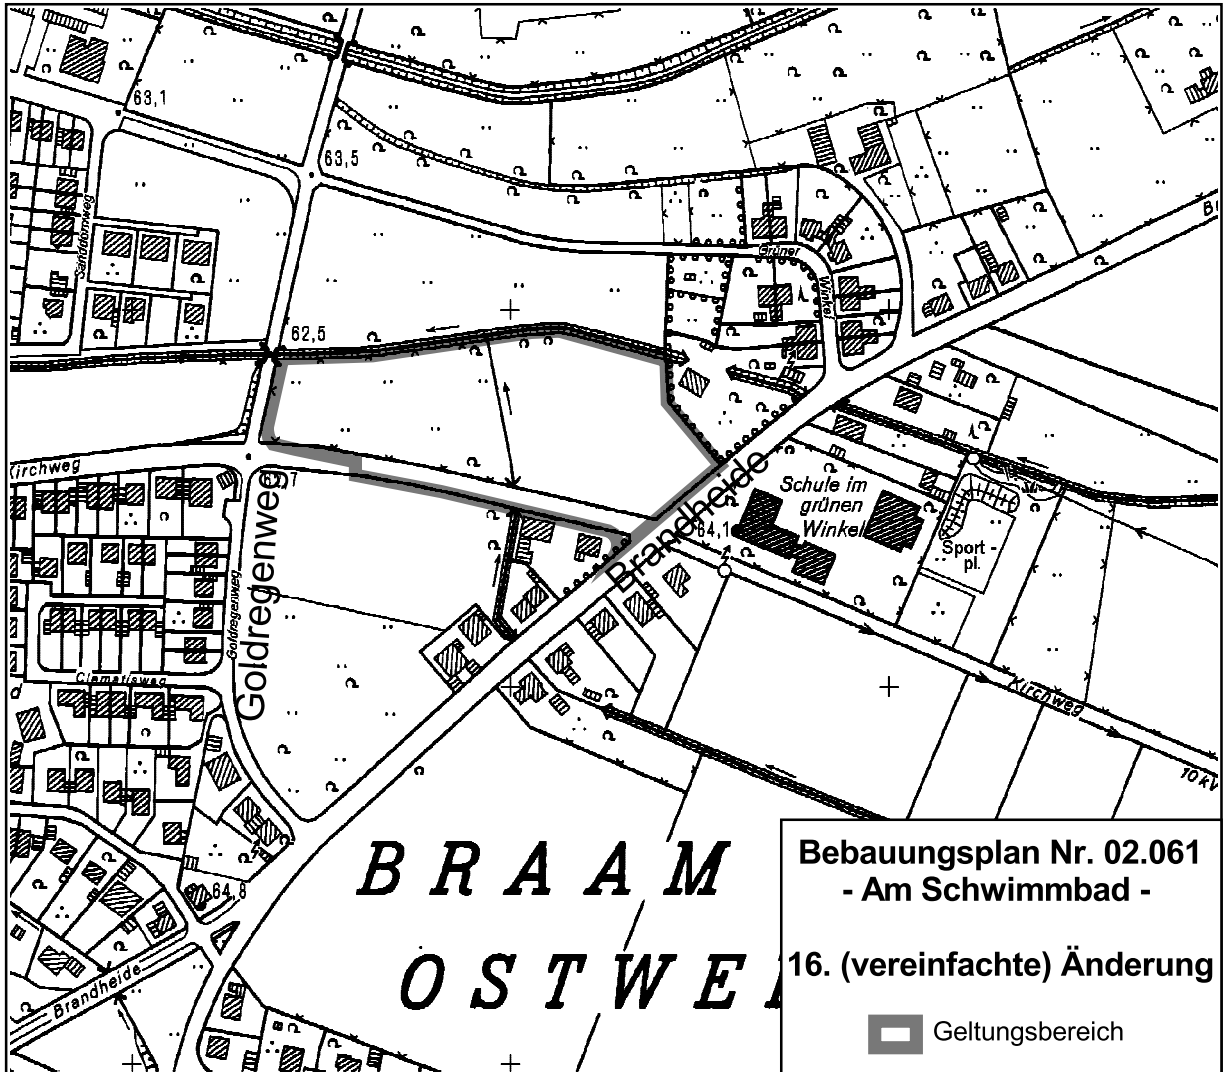 63,1
63,5
Sanddornweg
Grüner
Winkel
62,5
Kirchweg
Goldregenweg
Brandheide
64,1
Schule im
grünen
Winkel
Sport -
pl.
Goldregenweg
Clematisweg
Kirchweg
10 kV
64,8
Brandheide
BRAAM
OSTWE
Bebauungsplan Nr. 02.061
- Am Schwimmbad -
16. (vereinfachte) Änderung
Geltungsbereich